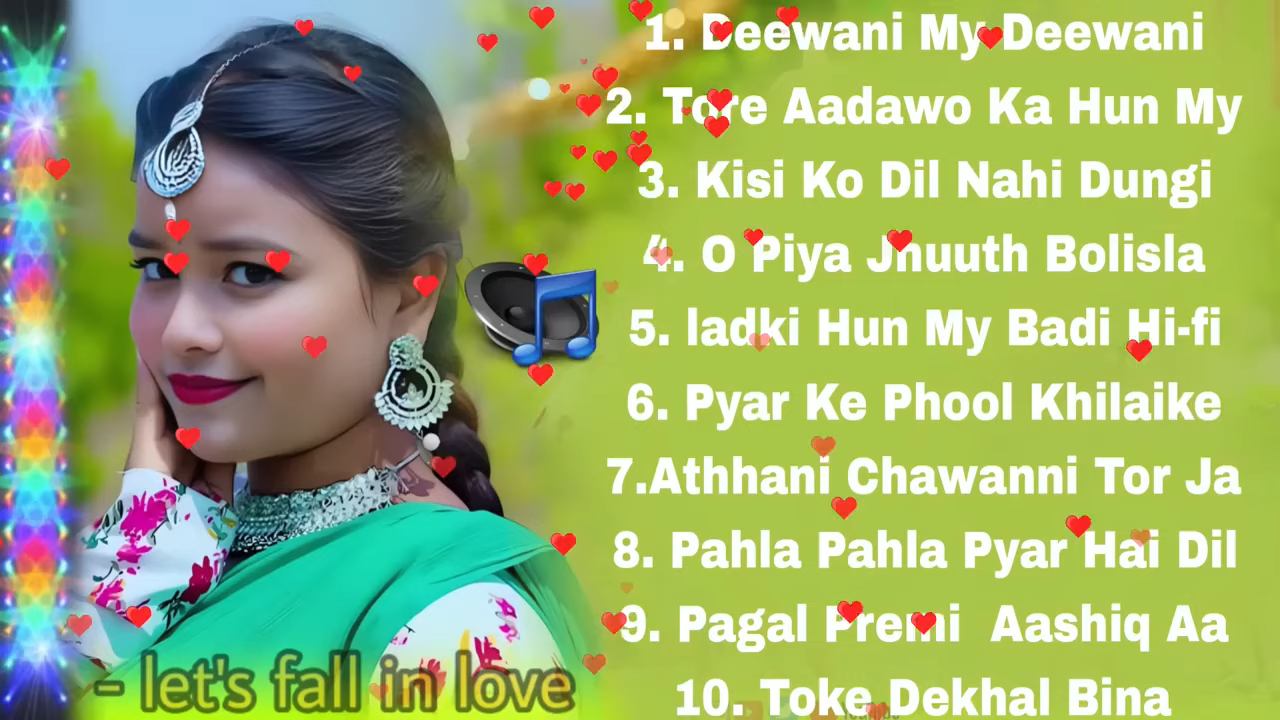 1. Deewani My Deewani
2. Tore Aadawo Ka Hun My
3. Kisi Ko Dil Nahi Dungi
4. O Piya Jhuuth Bolisla
5. ladki Hun My Badi Hi-fi
6. Pyar Ke Phool Khilaike
7.Athhani Chawanni Tor Ja
8. Pahla Pahla Pyar Hai Dil
9. Pagal Premi Aashiq Aa
10. Toke Dekhal Bina
- let's fall in love